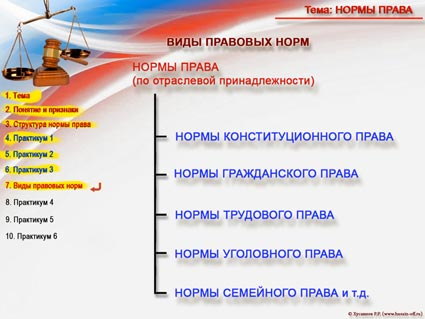 Тема: НОРМЫ ПРАВА
ВИДЫ ПРАВОВЫХ НОРМ
НОРМЫ ПРАВА
(по отраслевой принадлежности)
1. Тема
2. Понятие и признаки
3. Структура нормы права
4. Практикум 1
5. Практикум 2
6. Практикум 3
7. Виды правовых норм
8. Практикум 4
9. Практикум 5
10. Практикум 6
НОРМЫ КОНСТИТУЦИОННОГО ПРАВА
НОРМЫ ГРАЖДАНСКОГО ПРАВА
НОРМЫ ТРУДОВОГО ПРАВА
НОРМЫ УГОЛОВНОГО ПРАВА
НОРМЫ СЕМЕЙНОГО ПРАВА и т.д.